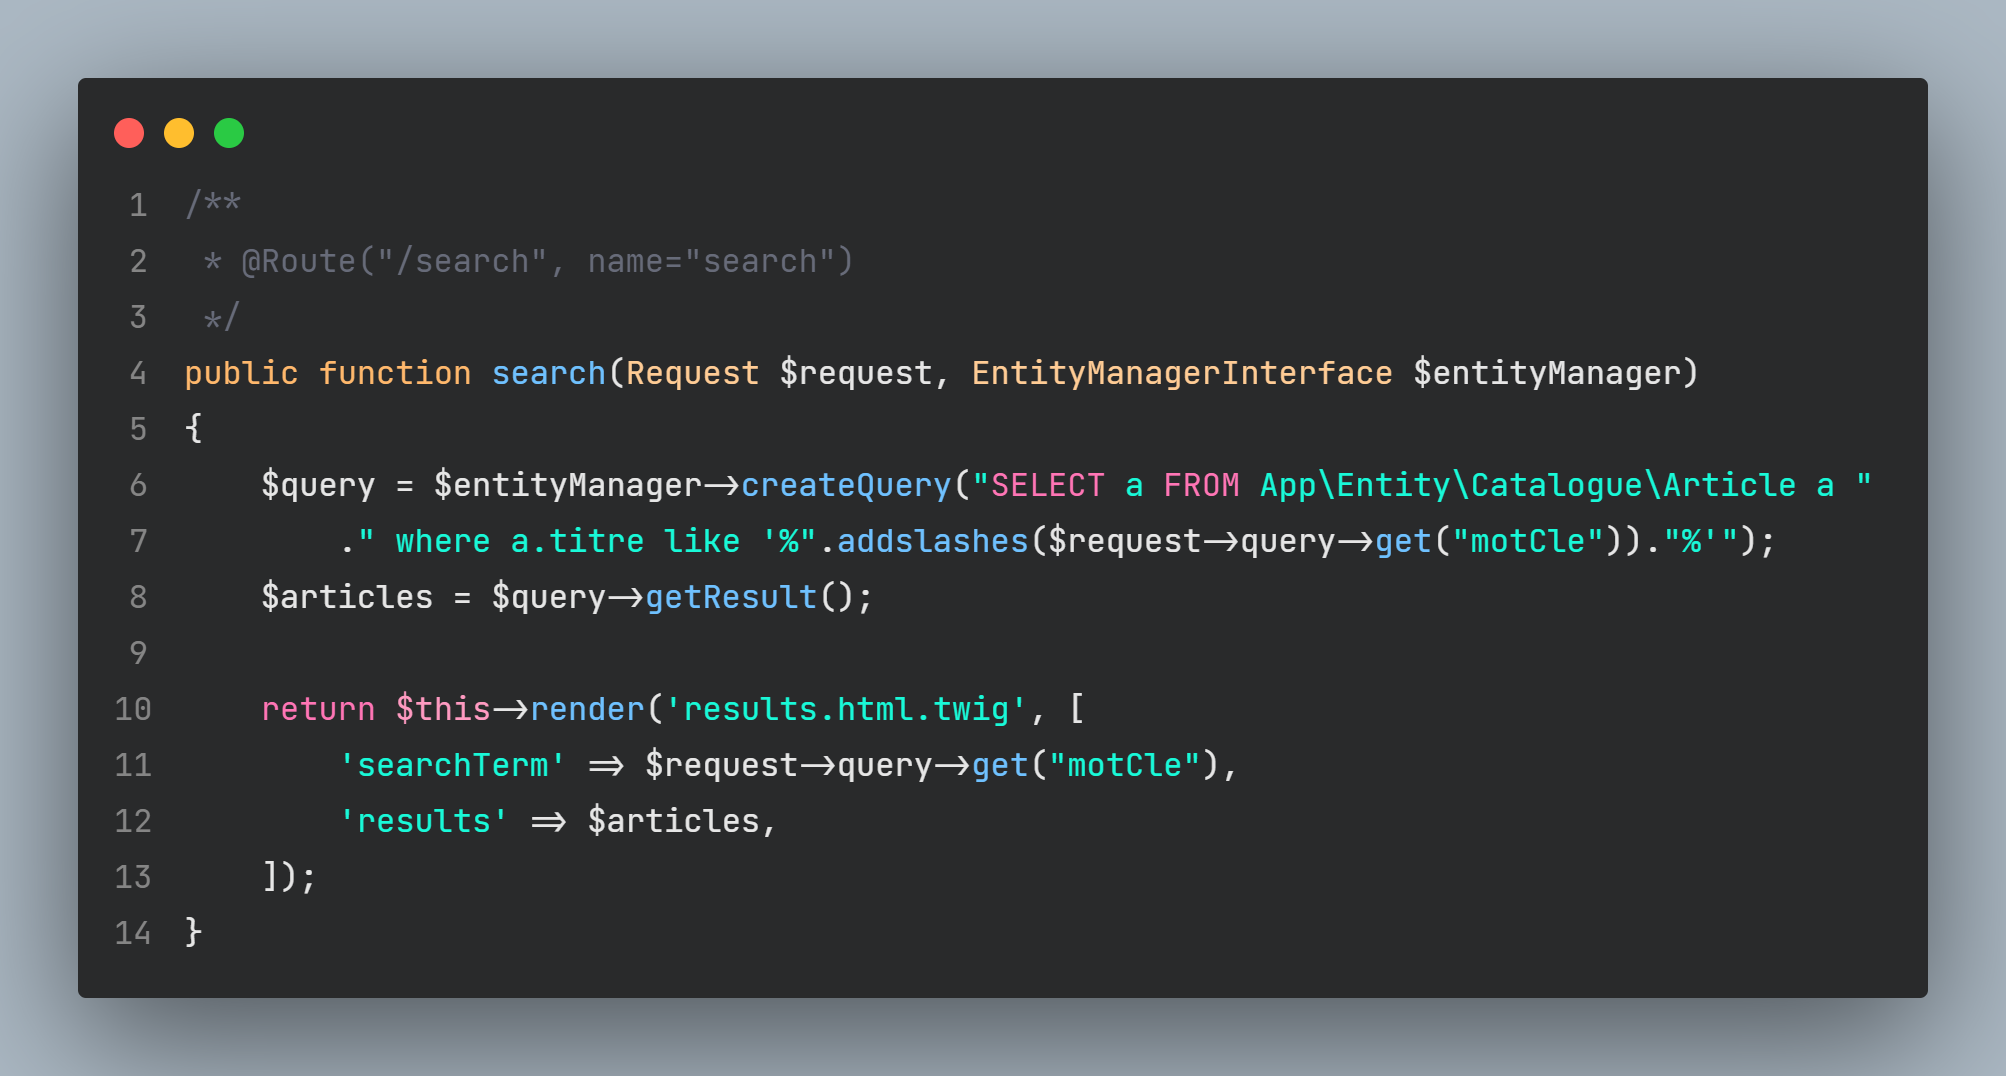 1 /**
2  * @Route("/search", name="search")
3  */
4 public function search(Request $request, EntityManagerInterface $entityManager)
5 {
6     $query = $entityManager->createQuery("SELECT a FROM App\Entity\Catalogue\Article a "
7         ." where a.titre like '%".addslashes($request->query->get("motCle"))."%'");
8     $articles = $query->getResult();
9
10     return $this->render('results.html.twig', [
11         'searchTerm' => $request->query->get("motCle"),
12         'results' => $articles,
13     ]);
14 }